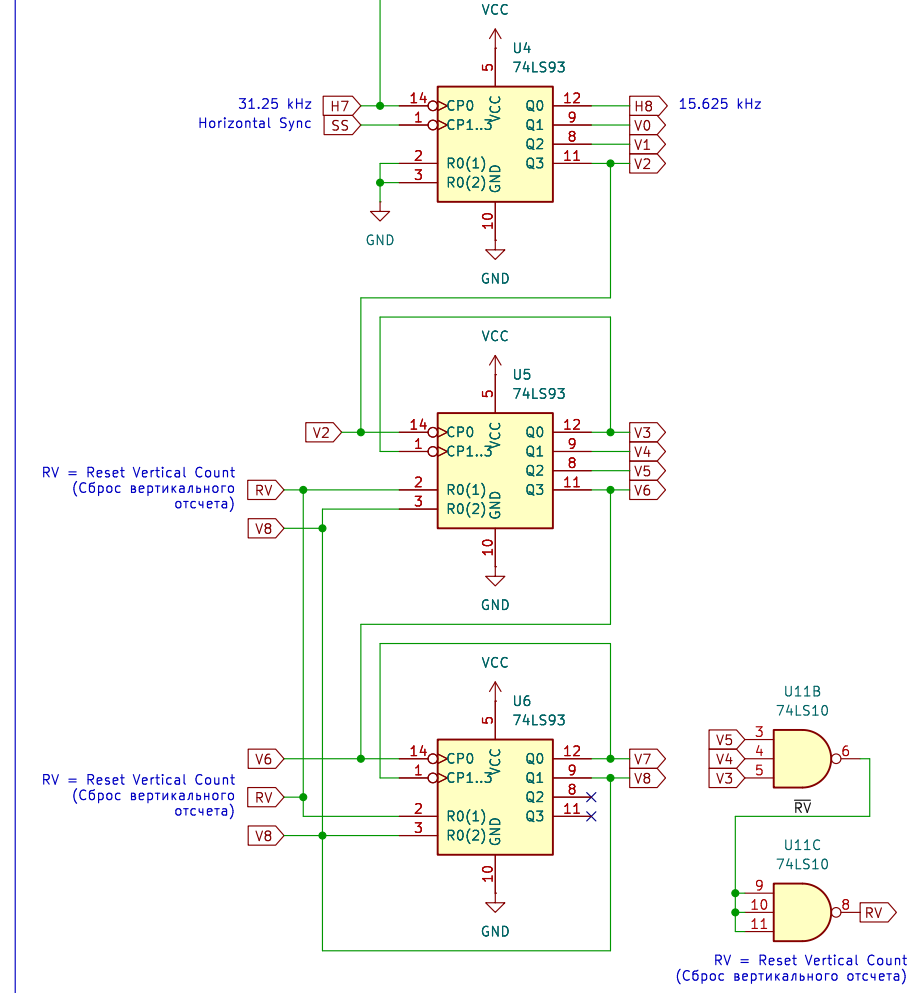 VCC
U4
74LS93
5
31.25 kHz H7 14 CP0 VCC Q0 12 H8 15.625 kHz
Horizontal Sync SS 1 CP1..3 Q1 9 V0
Q2 8 V1
2 R0(1) Q3 11 V2
3 R0(2) GND
10
GND
GND
VCC
U5
74LS93
5
V2 14 CP0 VCC Q0 12 V3
1 CP1..3 Q1 9 V4
Q2 8 V5
RV = Reset Vertical Count
(Сброс вертикального
отсчета)
RV 2 R0(1) Q3 11 V6
3 R0(2) GND
V8
10
GND
VCC
U6
74LS93
5
V6 14 CP0 VCC Q0 12 V7
1 CP1..3 Q1 9 V8
RV = Reset Vertical Count
(Сброс вертикального
отсчета)
RV Q2 8
2 R0(1) Q3 11
V8 3 R0(2) GND
10
GND
U11B
74LS10
V5 3
V4 4 6
V3 5
RV
U11C
74LS10
9
10 8 RV
11
RV = Reset Vertical Count
(Сброс вертикального отсчета)